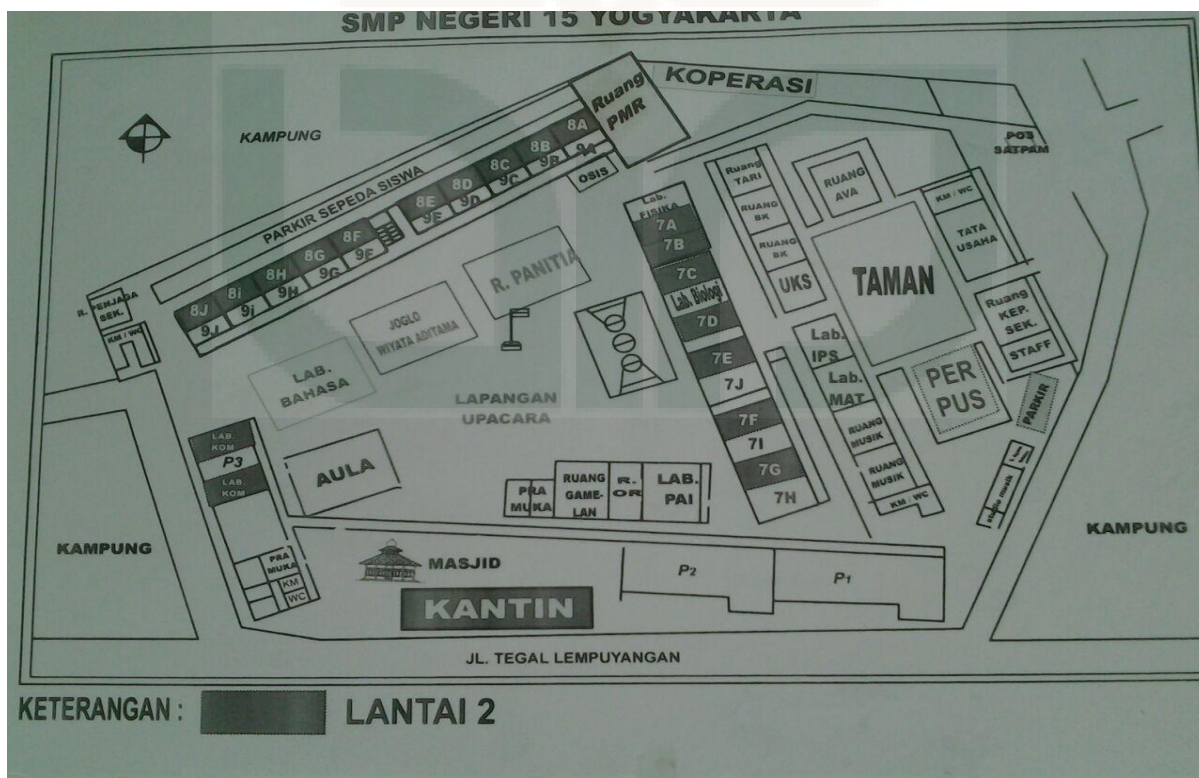 SMP NEGERI 15 YOGYAKARTA
KOPERASI
Ruang
PMR
KAMPUNG
POS
SATPAM
PARKIR SEPEDA SISWA
8A
8B
8C
8D
8E
8F
8G
8H
8i
8J
9A
9B
9C
9D
9E
9F
9G
9H
9i
9J
OSIS
R. PENJAGA
SEK.
KM / WC
R. PANITIA
JOGLO
WIYATA ADITAMA
LAB.
BAHASA
LAPANGAN
UPACARA
Lab.
FISIKA
7A
7B
7C
Lab. Biologi
7D
7E
7J
7F
7I
7G
7H
Ruang
TARI
RUANG
BK
RUANG
BK
UKS
RUANG
AVA
KM / WC
TATA
USAHA
TAMAN
Ruang
KEP.
SEK.
STAFF
Lab.
IPS
Lab.
MAT
RUANG
MUSIK
RUANG
MUSIK
KM / WC
PER
PUS
PARKIR
studio musik
LAB.
KOM
P3
LAB.
KOM
AULA
PRA
MUKA
RUANG
GAME-
LAN
R.
OR
LAB.
PAI
KAMPUNG
PRA
MUKA
KM
WC
MASJID
KANTIN
P2
P1
KAMPUNG
JL. TEGAL LEMPUYANGAN
KETERANGAN :
LANTAI 2